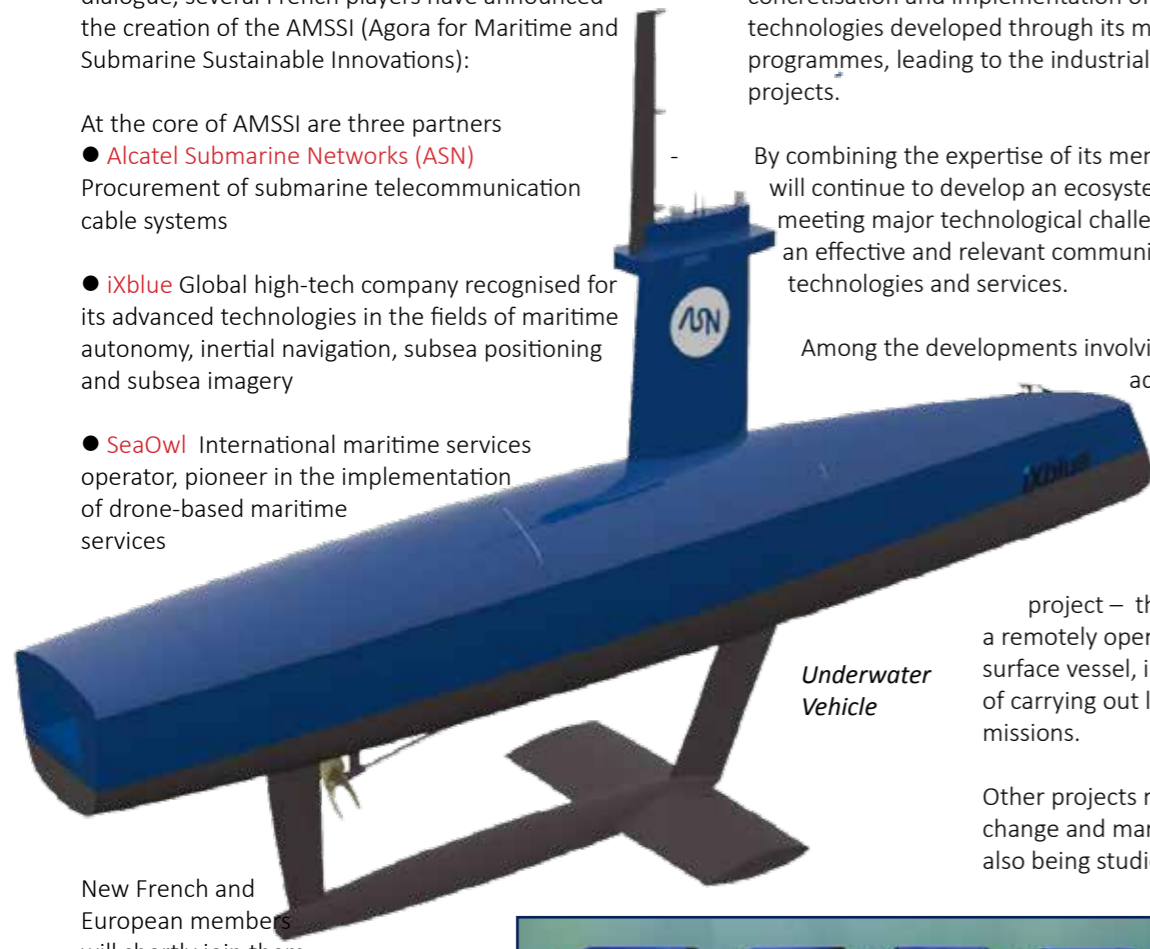 the creation of the AMSSI (Agora for Maritime and
Submarine Sustainable Innovations):
At the core of AMSSI are three partners
● Alcatel Submarine Networks (ASN)
Procurement of submarine telecommunication
cable systems
● iXblue Global high-tech company recognised for
its advanced technologies in the fields of maritime
autonomy, inertial navigation, subsea positioning
and subsea imagery
● SeaOwl International maritime services
operator, pioneer in the implementation
of drone-based maritime
services
New French and
European members
will shortly join them
technologies developed through its
programmes, leading to the industrial
projects.
-
By combining the expertise of its
will continue to develop an
meeting major technological
an effective and relevant
technologies and services.
Among the developments
ASN
iXblue
project –
a remotely
surface vessel,
of carrying out
missions.
Underwater
Vehicle
Other projects
change and
also being